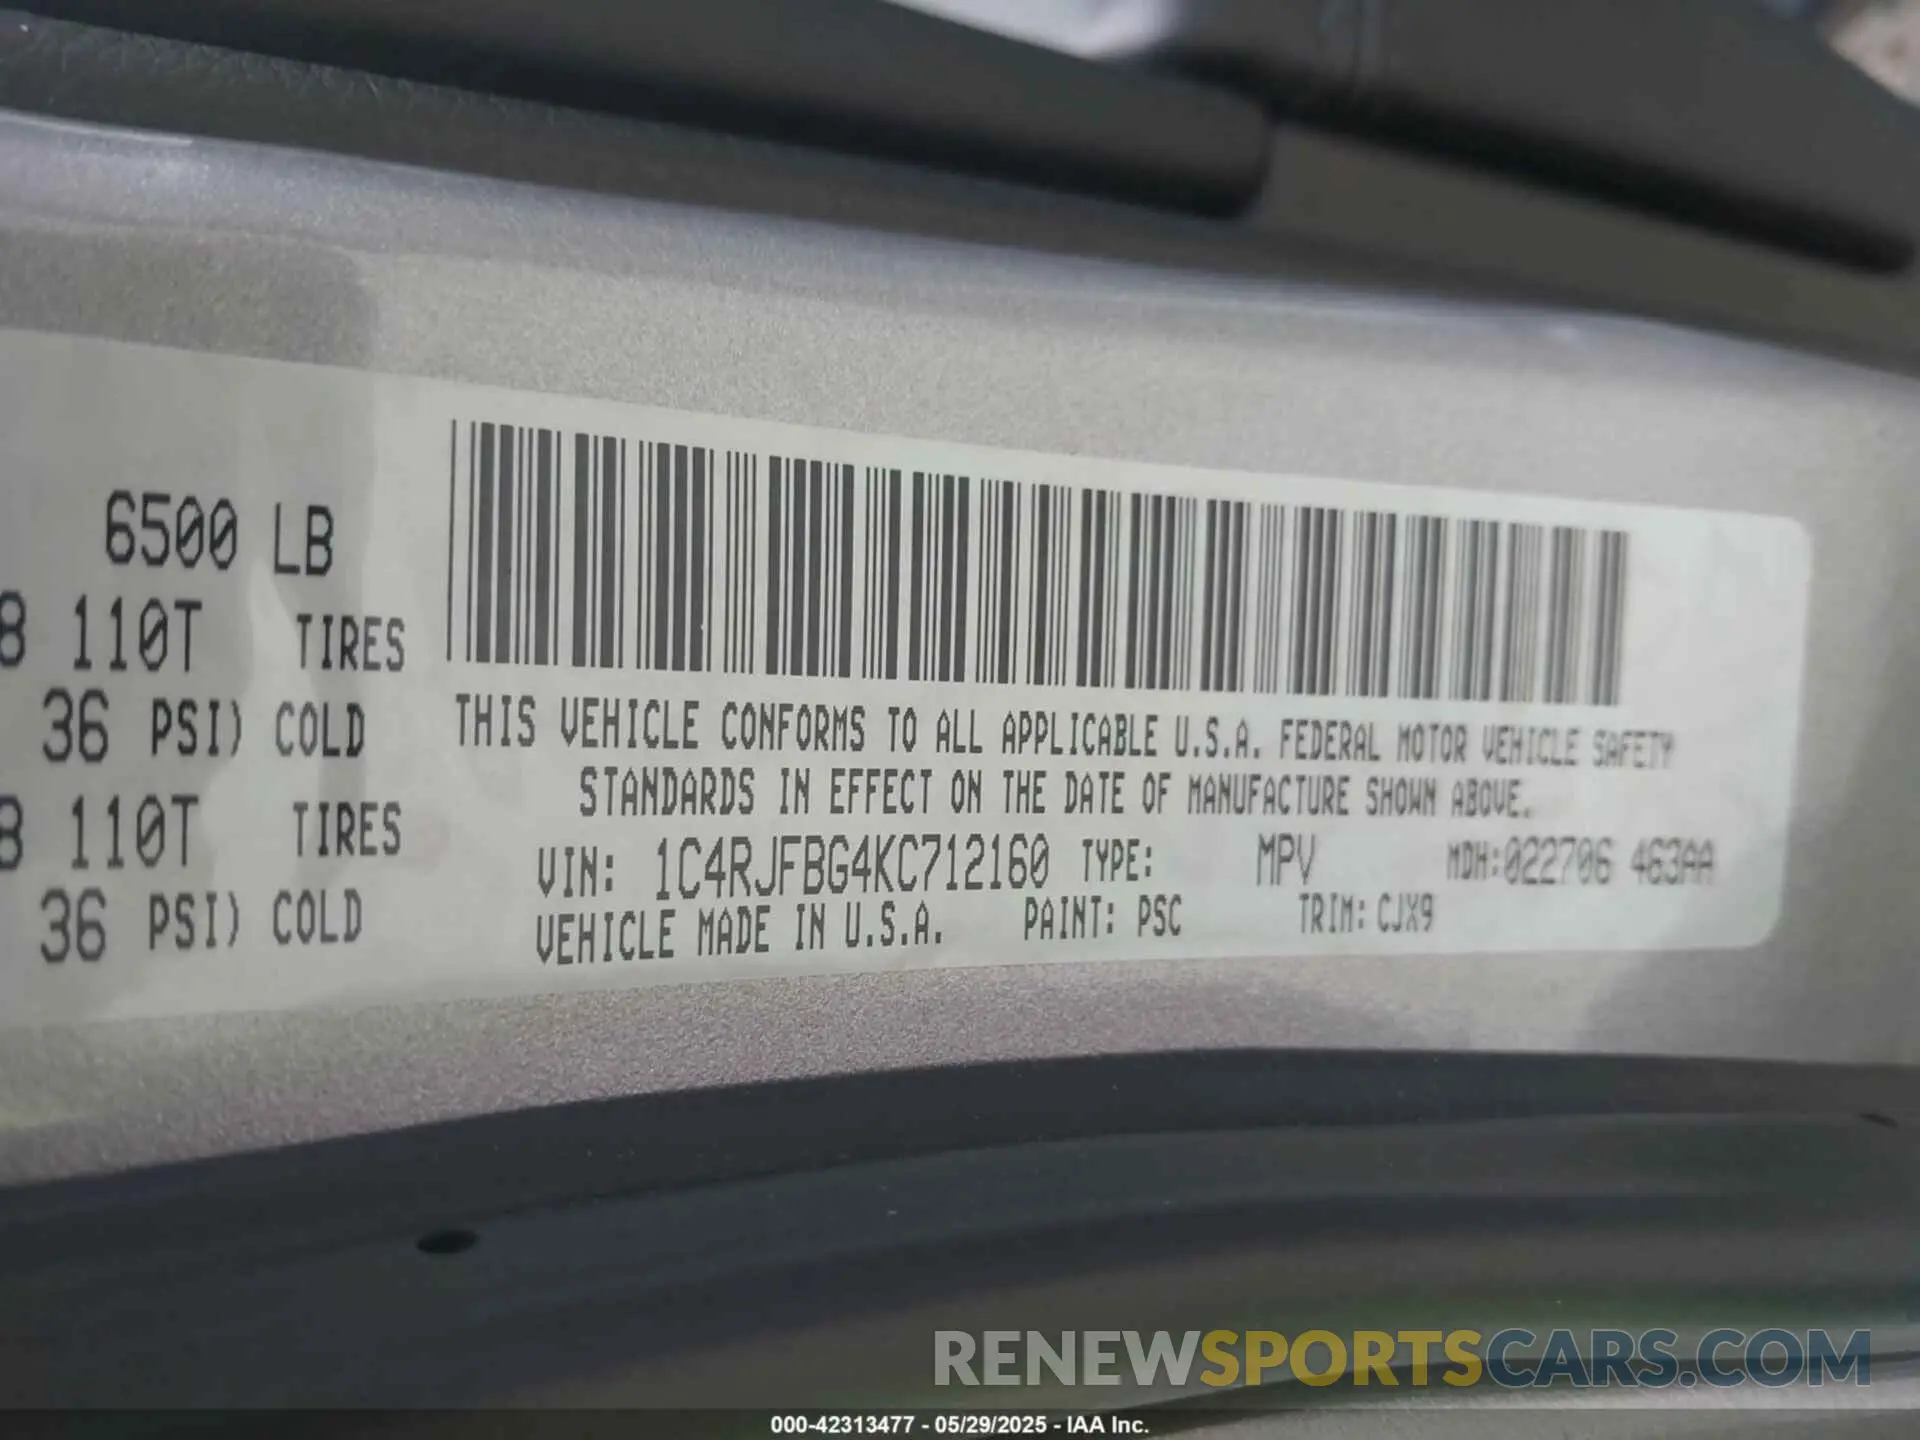 6500 LB
8 110T TIRES
36 PSI) COLD
8 110T TIRES
36 PSI) COLD
THIS VEHICLE CONFORMS TO ALL APPLICABLE U.S.A. FEDERAL MOTOR VEHICLE SAFETY
STANDARDS IN EFFECT ON THE DATE OF MANUFACTURE SHOWN ABOVE.
VIN: 1C4RJFBG4KC712160 TYPE: MPV MDH:022706 463AA
VEHICLE MADE IN U.S.A. PAINT: PSC TRIM: CJX9
RENEWSPORTSCARS.COM
000-42313477 - 05/29/2025 - IAA Inc.